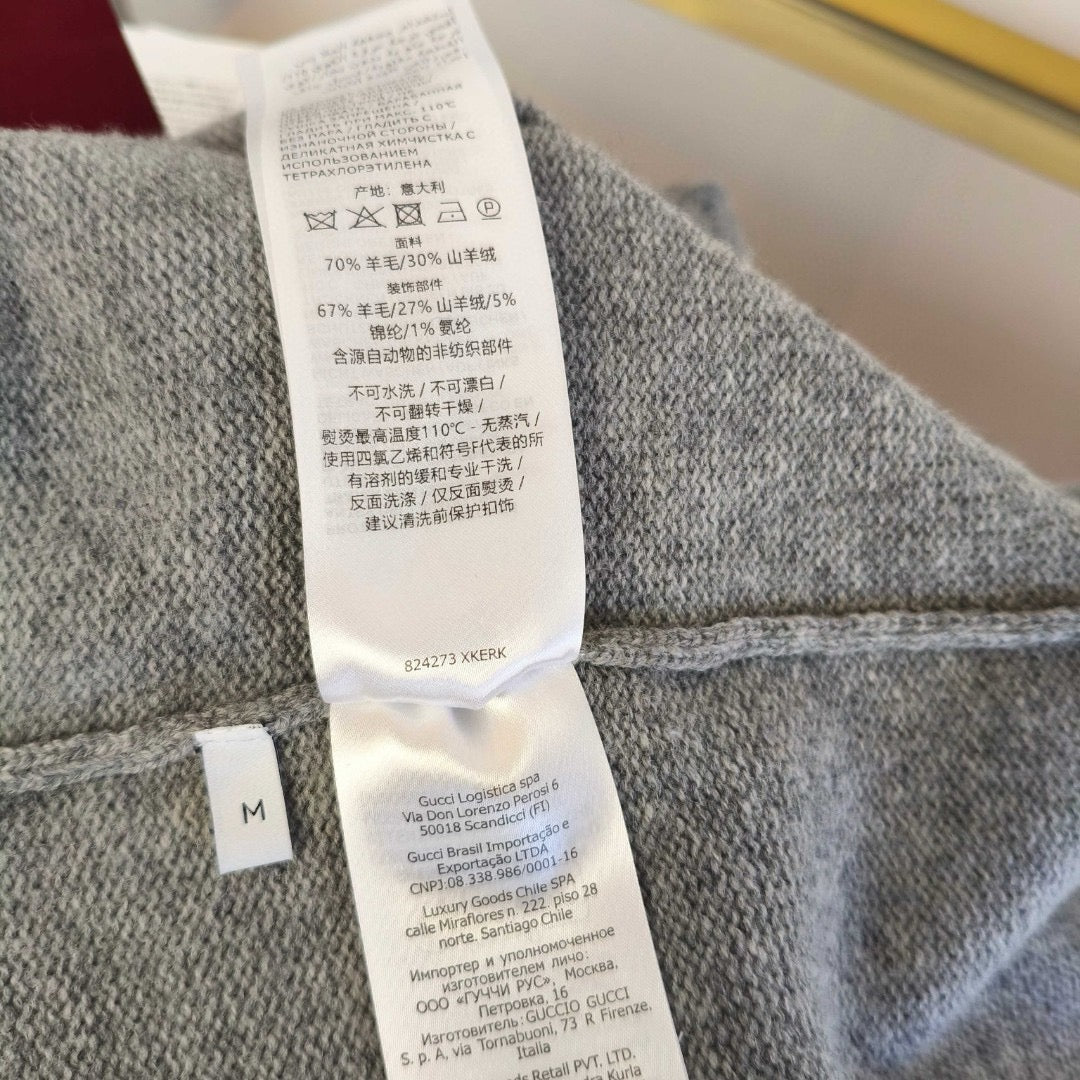 110℃
ИЗНАНОЧНОЙ СТОРОНЫ /
ДЕЛИКАТНАЯ ХИМЧИСТКА С
ИСПОЛЬЗОВАНИЕМ
ТЕТРАХЛОРЭТИЛЕНА
产地：意大利
P
面料
70% 羊毛/30% 山羊绒
装饰部件
67% 羊毛/27% 山羊绒/5%
锦纶/1% 氨纶
含源自动物的非纺织部件
不可水洗 / 不可漂白 /
不可翻转干燥 /
熨烫最高温度110℃ - 无蒸汽 /
使用四氯乙烯和符号F代表的所
有溶剂的缓和专业干洗 /
反面洗涤 / 仅反面熨烫 /
建议清洗前保护扣饰
824273 XKERK
M
Gucci Logistica spa
Via Don Lorenzo Perosi 6
50018 Scandicci (FI)
Gucci Brasil Importação e
Exportação LTDA
CNPJ:08.338.986/0001-16
Luxury Goods Chile SPA
calle Miraflores n. 222. piso 28
norte. Santiago Chile
Импортер и уполномоченное
изготовителем лицо:
ООО «ГУЧЧИ РУС», Москва,
Петровка, 16
Изготовитель: GUCCIO GUCCI
S. p. A, via Tornabuoni, 73 R Firenze,
Italia
Retail PVT. LTD.
Kurla